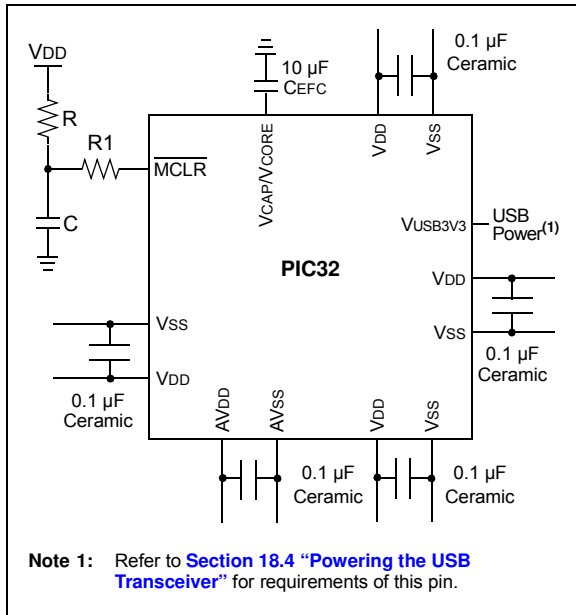 VDD
R
R1
C
10 µF
CEFC
0.1 µF
Ceramic
MCLR
VCAP/VCORE
VDD
VSS
VUSB3V3
USB
Power(1)
PIC32
VDD
VSS
0.1 µF
Ceramic
VSS
VDD
0.1 µF
Ceramic
AVDD
AVSS
VDD
VSS
0.1 µF
Ceramic
0.1 µF
Ceramic
Note 1: Refer to Section 18.4 “Powering the USB
Transceiver” for requirements of this pin.